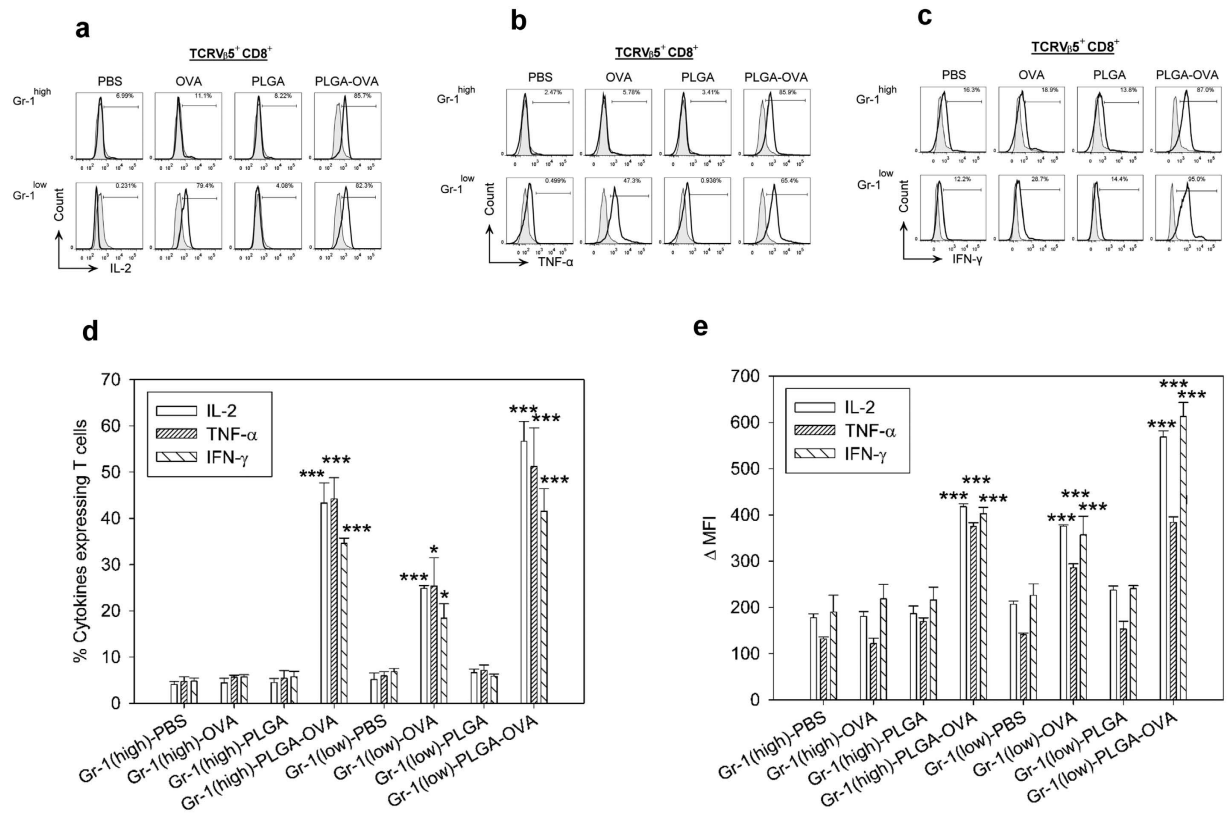 a
TCRVβ5+ CD8+
PBS OVA PLGA PLGA-OVA
Gr-1high
6.99% 11.1% 8.22% 85.7%
Gr-1low
0.231% 79.4% 4.08% 82.3%
Count
IL-2
b
TCRVβ5+ CD8+
PBS OVA PLGA PLGA-OVA
Gr-1high
2.47% 5.78% 3.41% 85.9%
Gr-1low
0.499% 47.3% 0.938% 65.4%
Count
TNF-α
c
TCRVβ5+ CD8+
PBS OVA PLGA PLGA-OVA
Gr-1high
16.3% 18.9% 13.8% 87.0%
Gr-1low
12.2% 28.7% 14.4% 95.0%
Count
IFN-γ
d
% Cytokines expressing T cells
70
60
50
40
30
20
10
0
IL-2
TNF-α
IFN-γ
*** *** ***
*** * *
*** *** ***
Gr-1(high)-PBS
Gr-1(high)-OVA
Gr-1(high)-PLGA
Gr-1(high)-PLGA-OVA
Gr-1(low)-PBS
Gr-1(low)-OVA
Gr-1(low)-PLGA
Gr-1(low)-PLGA-OVA
e
Δ MFI
700
600
500
400
300
200
100
0
IL-2
TNF-α
IFN-γ
*** *** ***
*** *** ***
*** *** ***
Gr-1(high)-PBS
Gr-1(high)-OVA
Gr-1(high)-PLGA
Gr-1(high)-PLGA-OVA
Gr-1(low)-PBS
Gr-1(low)-OVA
Gr-1(low)-PLGA
Gr-1(low)-PLGA-OVA